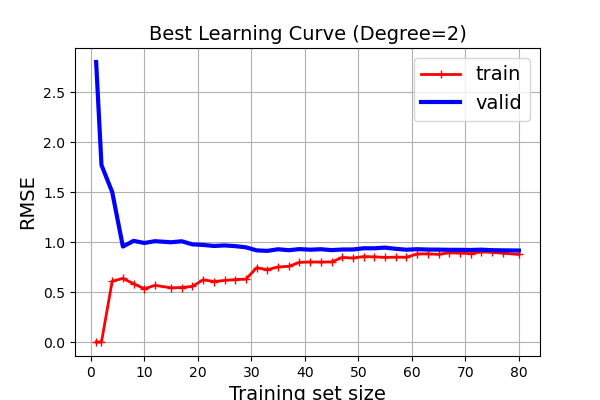 Best Learning Curve (Degree=2)
train
valid
RMSE
2.5
2.0
1.5
1.0
0.5
0.0
0 10 20 30 40 50 60 70 80
Training set size